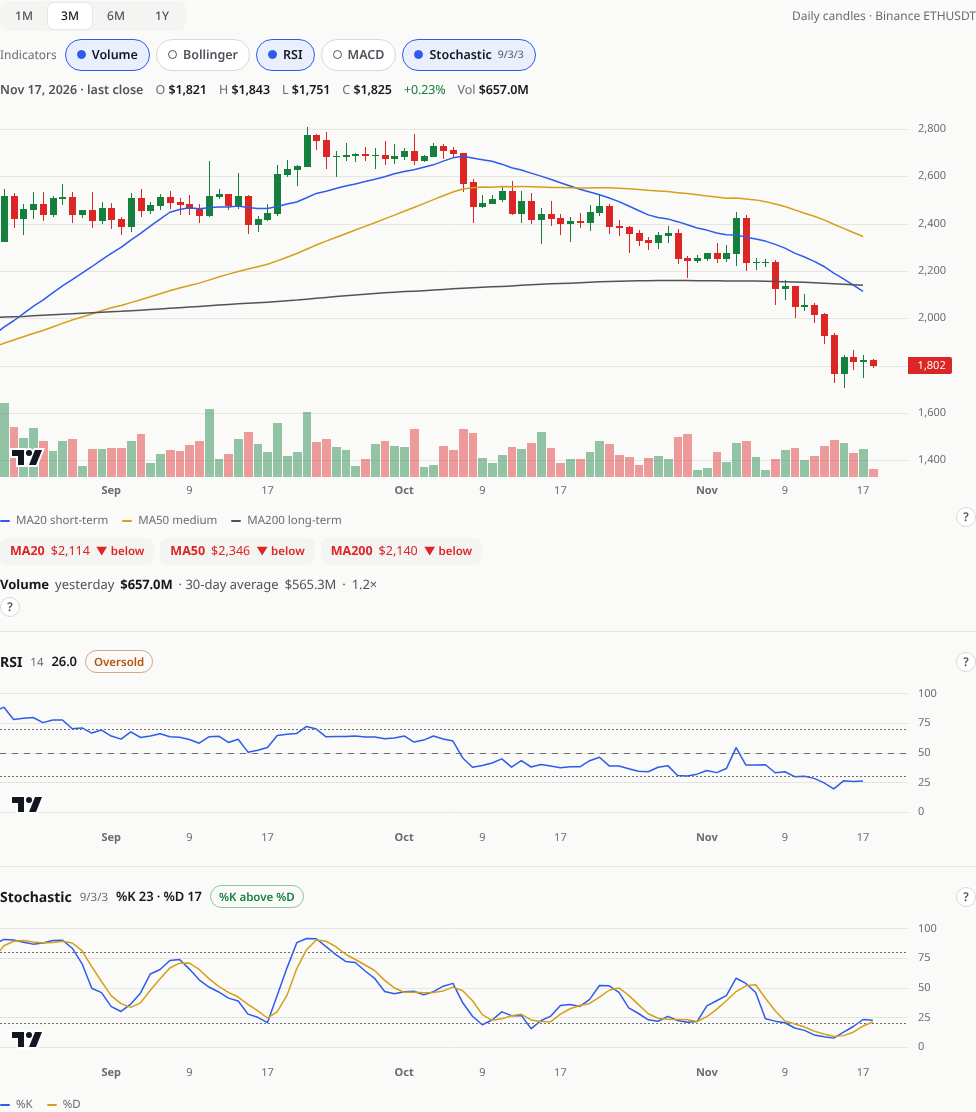 1M 3M 6M 1Y Daily candles · Binance ETHUSDT
Indicators Volume Bollinger RSI MACD Stochastic 9/3/3
Nov 17, 2026 · last close O $1,821 H $1,843 L $1,751 C $1,825 +0.23% Vol $657.0M
2,800
2,600
2,400
2,200
2,000
1,802
1,600
1,400
Sep 9 17 Oct 9 17 Nov 9 17
MA20 short-term MA50 medium MA200 long-term ?
MA20 $2,114 ▼ below MA50 $2,346 ▼ below MA200 $2,140 ▼ below
Volume yesterday $657.0M · 30-day average $565.3M · 1.2×
?
RSI 14 26.0 Oversold ?
100
75
50
25
0
Sep 9 17 Oct 9 17 Nov 9 17
Stochastic 9/3/3 %K 23 · %D 17 %K above %D ?
100
75
50
25
0
Sep 9 17 Oct 9 17 Nov 9 17
%K %D